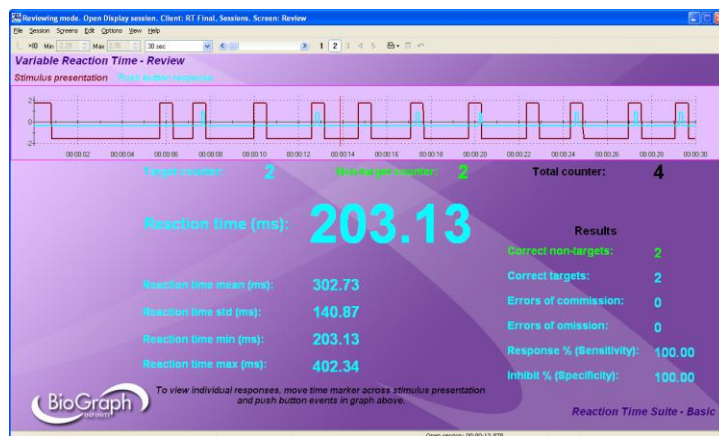 Reviewing mode. Open Display session. Client: RT Final, Sessions. Screen: Review
File Session Screens Edit Options View Help
×10 Min Max 30 sec 1 2 3 4 5
Variable Reaction Time - Review
Stimulus presentation Push button response
2
0
2-
00:00:02 00:00:04 00:00:06 00:00:08 00:00:10 00:00:12 00:00:14 00:00:16 00:00:18 00:00:20 00:00:22 00:00:24 00:00:26 00:00:28 00:00:30
Target counter: 2 Non-target counter: 2 Total counter: 4
Reaction time (ms): 203.13
Results
Correct non-targets: 2
Reaction time mean (ms): 302.73 Correct targets: 2
Reaction time std (ms): 140.87 Errors of commission: 0
Reaction time min (ms): 203.13 Errors of omission: 0
Reaction time max (ms): 402.34 Response % (Sensitivity): 100.00
Inhibit % (Specificity): 100.00
BioGraph
INFINITI
To view individual responses, move time marker across stimulus presentation
and push button events in graph above.
Reaction Time Suite - Basic